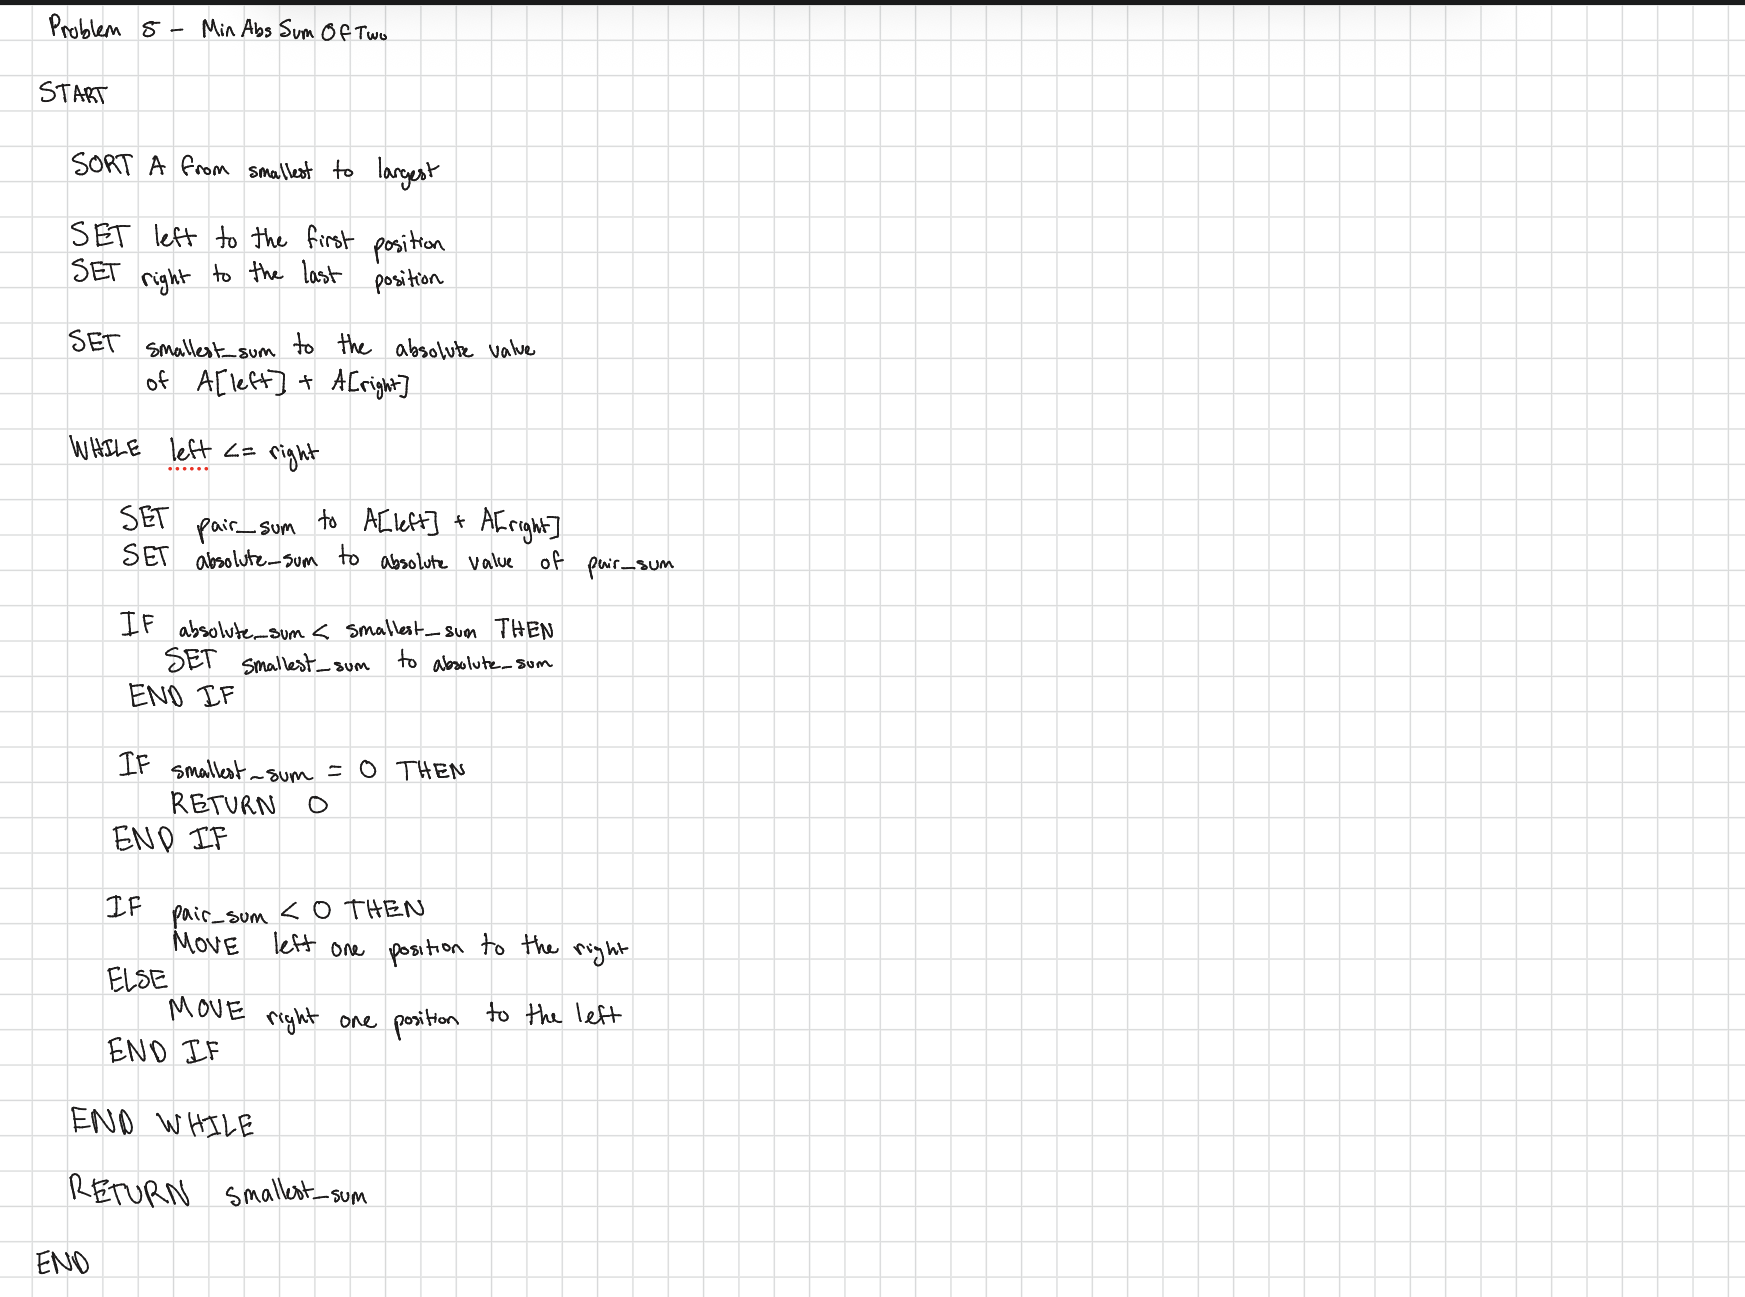 Problem 5 - Min Abs Sum Of Two
START
SORT A from smallest to largest
SET left to the first position
SET right to the last position
SET smallest_sum to the absolute value
of A[left] + A[right]
WHILE left <= right
SET pair_sum to A[left] + A[right]
SET absolute_sum to absolute value of pair_sum
IF absolute_sum < smallest_sum THEN
SET smallest_sum to absolute_sum
END IF
IF smallest_sum = 0 THEN
RETURN 0
END IF
IF pair_sum < 0 THEN
MOVE left one position to the right
ELSE
MOVE right one position to the left
END IF
END WHILE
RETURN smallest_sum
END